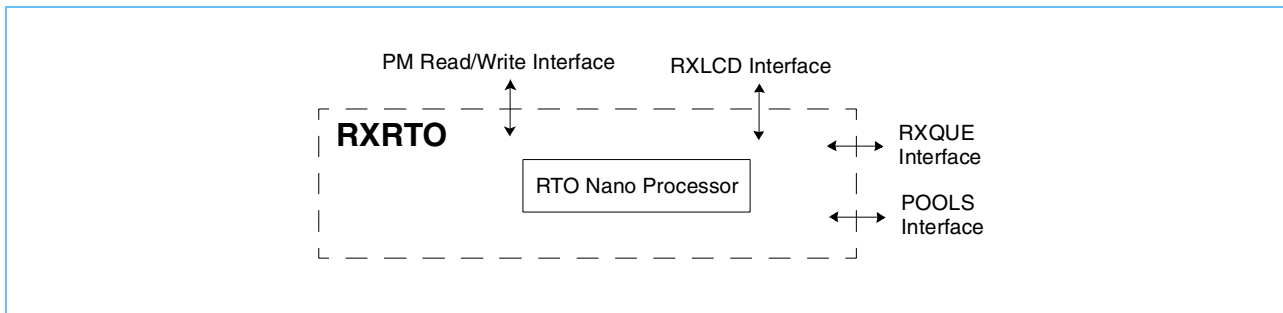 PM Read/Write Interface
RXLCD Interface
RXRTO
RXQUE
Interface
RTO Nano Processor
POOLS
Interface